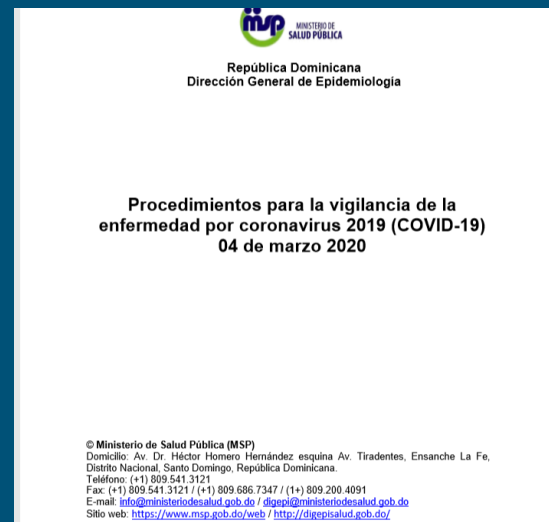 msp MINISTERIO DE
SALUD PÚBLICA
República Dominicana
Dirección General de Epidemiología
Procedimientos para la vigilancia de la
enfermedad por coronavirus 2019 (COVID-19)
04 de marzo 2020
© Ministerio de Salud Pública (MSP)
Domicilio: Av. Dr. Héctor Homero Hernández esquina Av. Tiradentes, Ensanche La Fe,
Distrito Nacional, Santo Domingo, República Dominicana.
Teléfono: (+1) 809.541.3121
Fax: (+1) 809.541.3121 / (+1) 809.686.7347 / (1+) 809.200.4091
E-mail: info@ministeriodesalud.gob.do / digepi@ministeriodesalud.gob.do
Sitio web: https://www.msp.gob.do/web / http://digepisalud.gob.do/